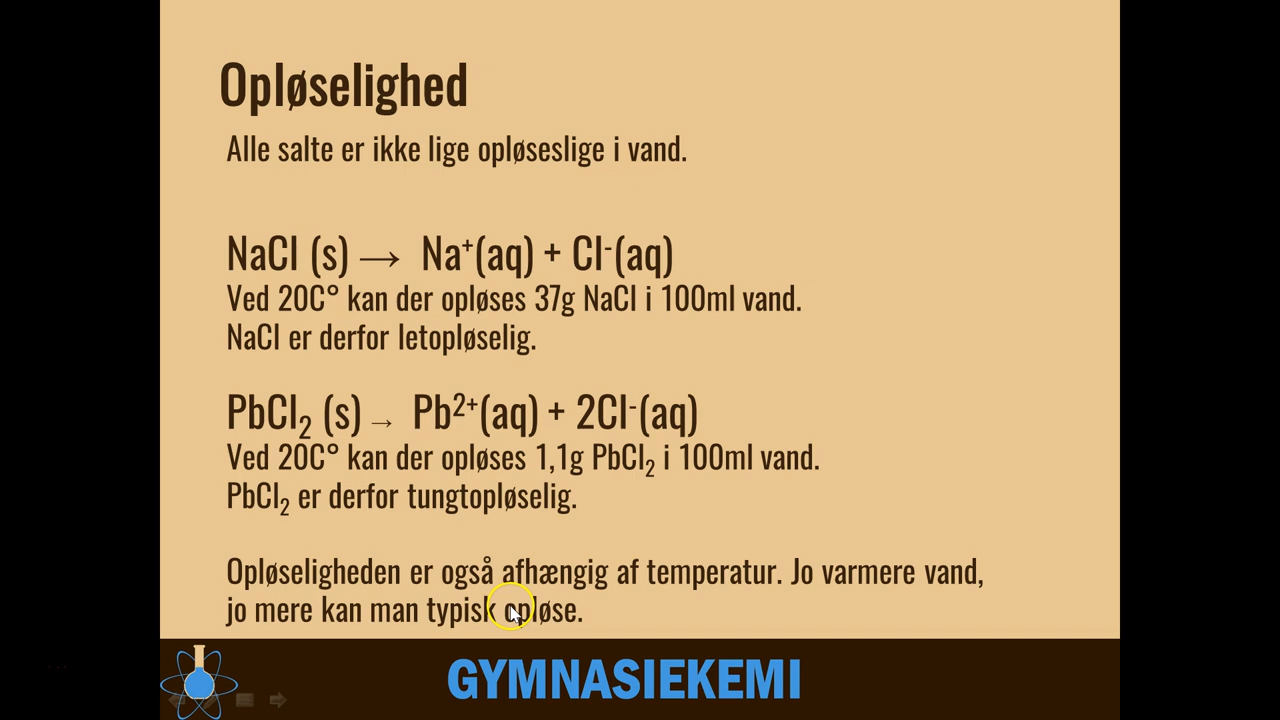 Opløselighed
Alle salte er ikke lige opløseslige i vand.
NaCl (s) → Na⁺(aq) + Cl⁻(aq)
Ved 20C° kan der opløses 37g NaCl i 100ml vand.
NaCl er derfor letopløselig.
PbCl₂ (s) → Pb²⁺(aq) + 2Cl⁻(aq)
Ved 20C° kan der opløses 1,1g PbCl₂ i 100ml vand.
PbCl₂ er derfor tungtopløselig.
Opløseligheden er også afhængig af temperatur. Jo varmere vand,
jo mere kan man typisk opløse.
GYMNASIEKEMI